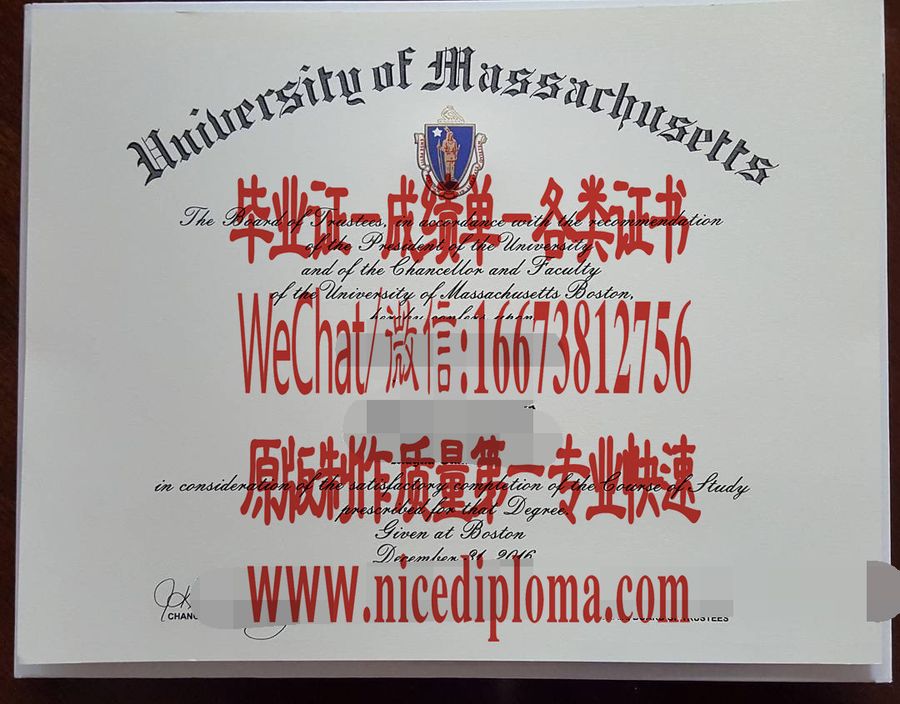 University of Massachusetts
毕业证一成绩单一各类证书
The Board of Trustees, in accordance with the recommendation
of the President of the University
and of the Chancellor and Faculty
of the University of Massachusetts Boston,
hereby confers upon
WeChat/微信:16673812756
原版制作质量第一专业快速
in consideration of the satisfactory completion of the Course of Study
prescribed for that Degree.
Given at Boston
December 31, 2016
WWW.nicediploma.com
TRUSTEES